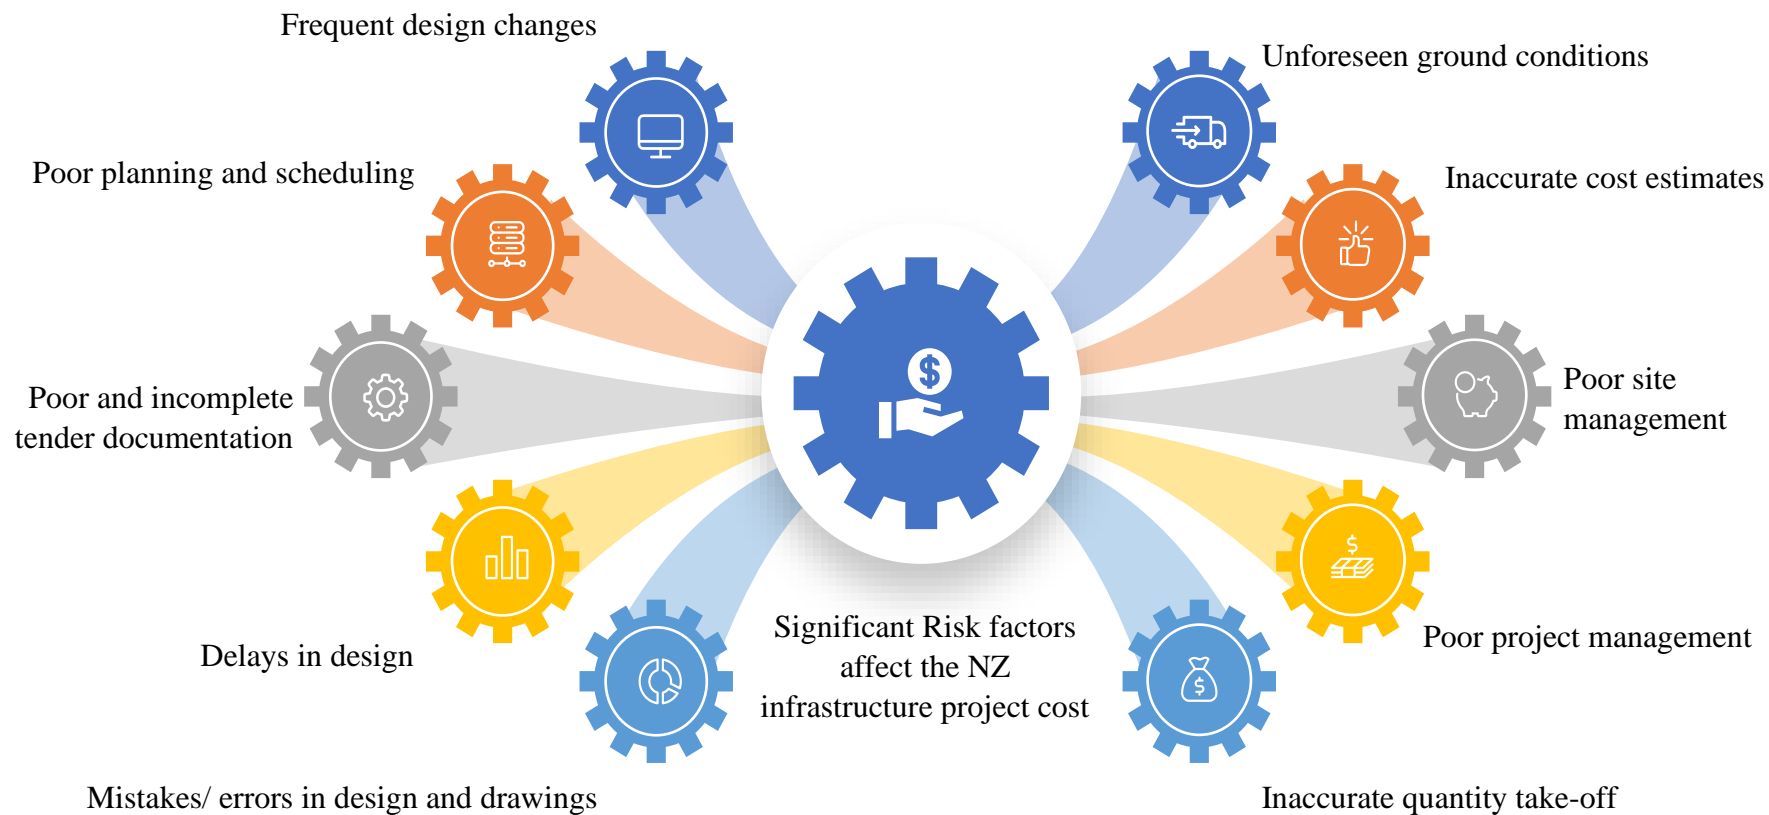 Frequent design changes
Unforeseen ground conditions
Poor planning and scheduling
Inaccurate cost estimates
$
Poor and incomplete
tender documentation
Poor site
management
$
Delays in design
Significant Risk factors
affect the NZ
infrastructure project cost
Poor project management
$
Mistakes/ errors in design and drawings
Inaccurate quantity take-off